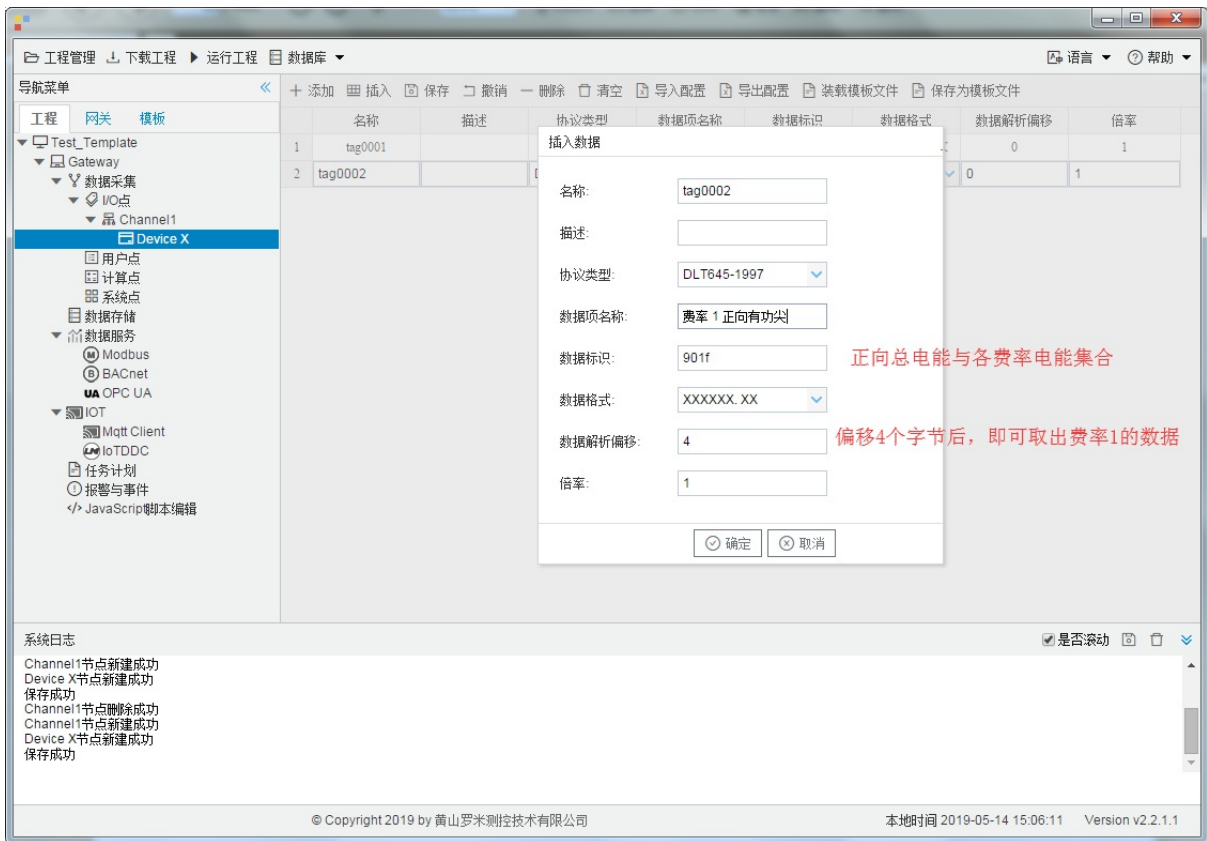 工程管理 下载工程 运行工程 数据库 语言 帮助
导航菜单
添加 插入 保存 撤销 删除 清空 导入配置 导出配置 装载模板文件 保存为模板文件
工程 网关 模板
名称 描述 协议类型 数据项名称 数据标识 数据格式 数据解析偏移 倍率
1 tag0001 0 1
2 tag0002 0 1
Test_Template
Gateway
数据采集
I/O点
Channel1
Device X
用户点
计算点
系统点
数据存储
数据服务
Modbus
BACnet
UA OPC UA
IOT
Mqtt Client
IoTDDC
任务计划
报警与事件
JavaScript脚本编辑
插入数据
名称: tag0002
描述:
协议类型: DLT645-1997
数据项名称: 费率 1 正向有功尖
数据标识: 901f
正向总电能与各费率电能集合
数据格式: XXXXXX. XX
数据解析偏移: 4
偏移4个字节后，即可取出费率1的数据
倍率: 1
确定 取消
系统日志
是否滚动
Channel1节点新建成功
Device X节点新建成功
保存成功
Channel1节点删除成功
Channel1节点新建成功
Device X节点新建成功
保存成功
© Copyright 2019 by 黄山罗米测控技术有限公司
本地时间 2019-05-14 15:06:11 Version v2.2.1.1